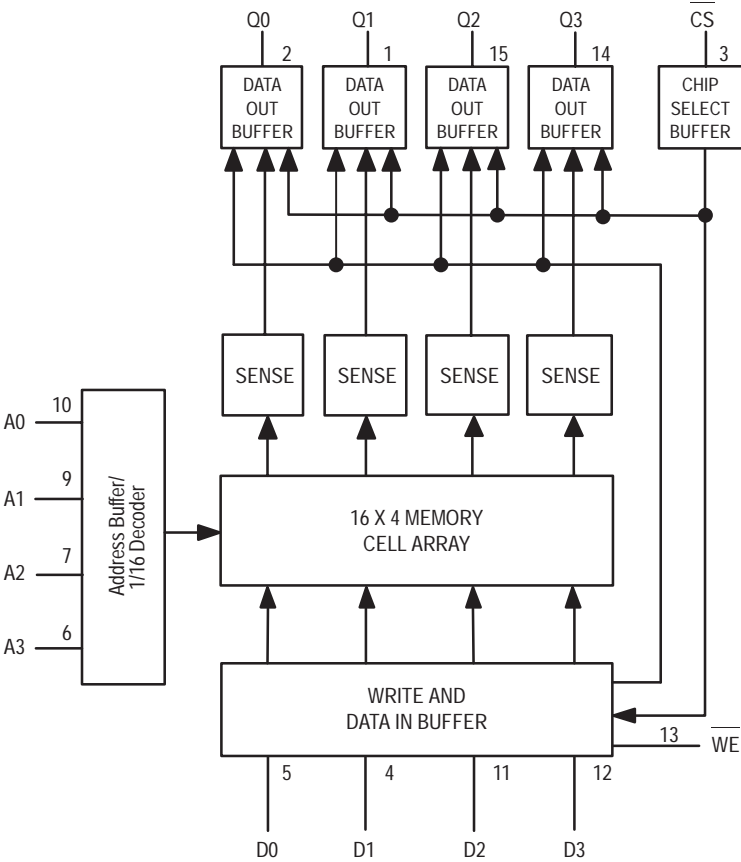 Q0 Q1 Q2 Q3 CS
2 1 15 14 3
DATA OUT BUFFER
DATA OUT BUFFER
DATA OUT BUFFER
DATA OUT BUFFER
CHIP SELECT BUFFER
SENSE SENSE SENSE SENSE
A0 10
A1 9
A2 7
A3 6
Address Buffer/
1/16 Decoder
16 X 4 MEMORY
CELL ARRAY
WRITE AND
DATA IN BUFFER
13 WE
5 4 11 12
D0 D1 D2 D3